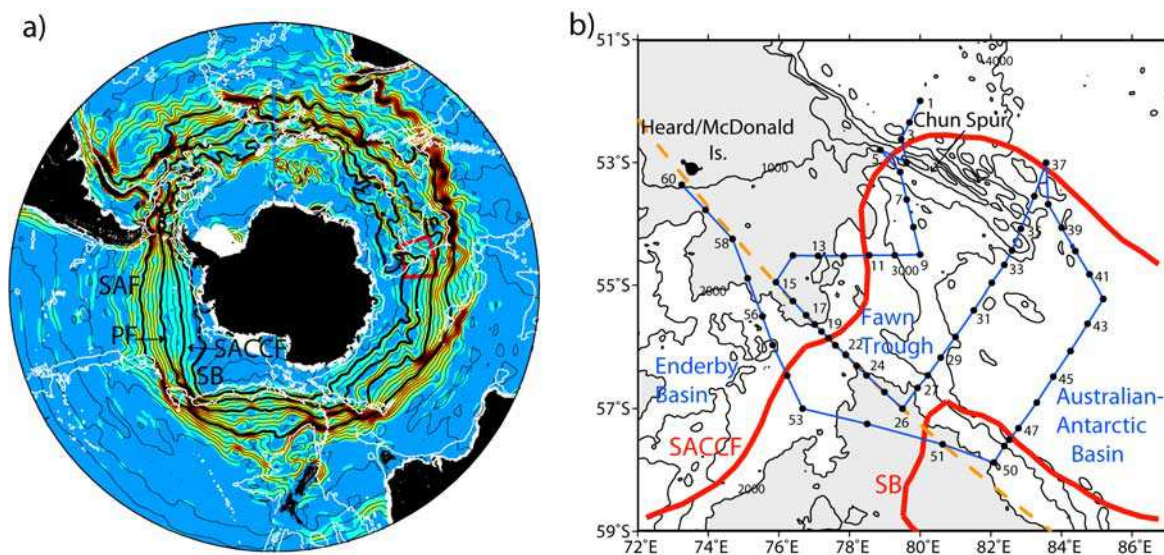 a)
SAF
PF
SACCF
SB
b)
51°S
53°S
55°S
57°S
59°S
72°E
74°E
76°E
78°E
80°E
82°E
84°E
86°E
4000
1
3
Chun Spur
Heard/McDonald
Is.
1000
60
5
37
7
58
13
35
39
11
3000
9
33
15
41
2000
56
17
19
Fawn
Trough
31
43
22
Enderby
Basin
24
29
45
27
Australian-
Antarctic
Basin
53
26
47
51
50
SACCF
SB
2000